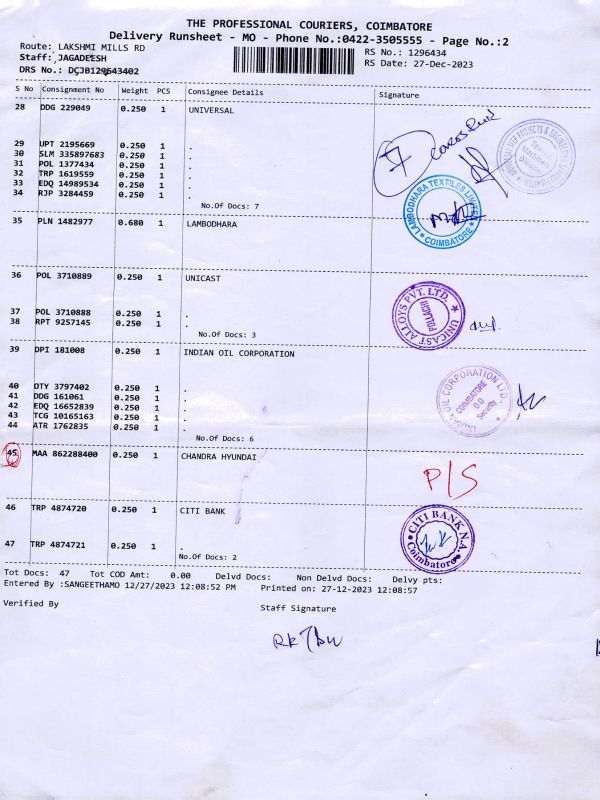 THE PROFESSIONAL COURIERS, COIMBATORE
Delivery Runsheet - MO - Phone No.:0422-3505555 - Page No.:2
Route: LAKSHMI MILLS RD
RS No.: 1296434
Staff: JAGADEESH
RS Date: 27-Dec-2023
DRS No.: DCJB129643402
S No Consignment No Weight PCS Consignee Details Signature
28 DDG 229049 0.250 1 UNIVERSAL
29 UPT 2195669 0.250 1 .
30 SLM 335897683 0.250 1 .
31 POL 1377434 0.250 1 .
32 TRP 1619559 0.250 1 .
33 EDQ 14989534 0.250 1 .
34 RJP 3284459 0.250 1 .
No.Of Docs: 7
7
LAMBODHARA TEXTILES LIMITED
COIMBATORE
35 PLN 1482977 0.680 1 LAMBODHARA
36 POL 3710889 0.250 1 UNICAST
37 POL 3710888 0.250 1 .
38 RPT 9257145 0.250 1 .
No.Of Docs: 3
UNICAST ALLOYS PVT. LTD.
POLLACHI
39 DPI 181008 0.250 1 INDIAN OIL CORPORATION
40 OTY 3797402 0.250 1 .
41 DDG 161061 0.250 1 .
42 EDQ 16652839 0.250 1 .
43 TCG 10165163 0.250 1 .
44 ATR 1762835 0.250 1 .
No.Of Docs: 6
OIL CORPORATION LTD.
COIMBATORE
Security
45 MAA 862288400 0.250 1 CHANDRA HYUNDAI
P/S
46 TRP 4874720 0.250 1 CITI BANK
47 TRP 4874721 0.250 1 .
No.Of Docs: 2
CITI BANK N.A.
Coimbatore
Tot Docs: 47 Tot COD Amt: 0.00 Delvd Docs: Non Delvd Docs: Delvy pts:
Entered By :SANGEETHAMO 12/27/2023 12:08:52 PM Printed on: 27-12-2023 12:08:57
Verified By
Staff Signature